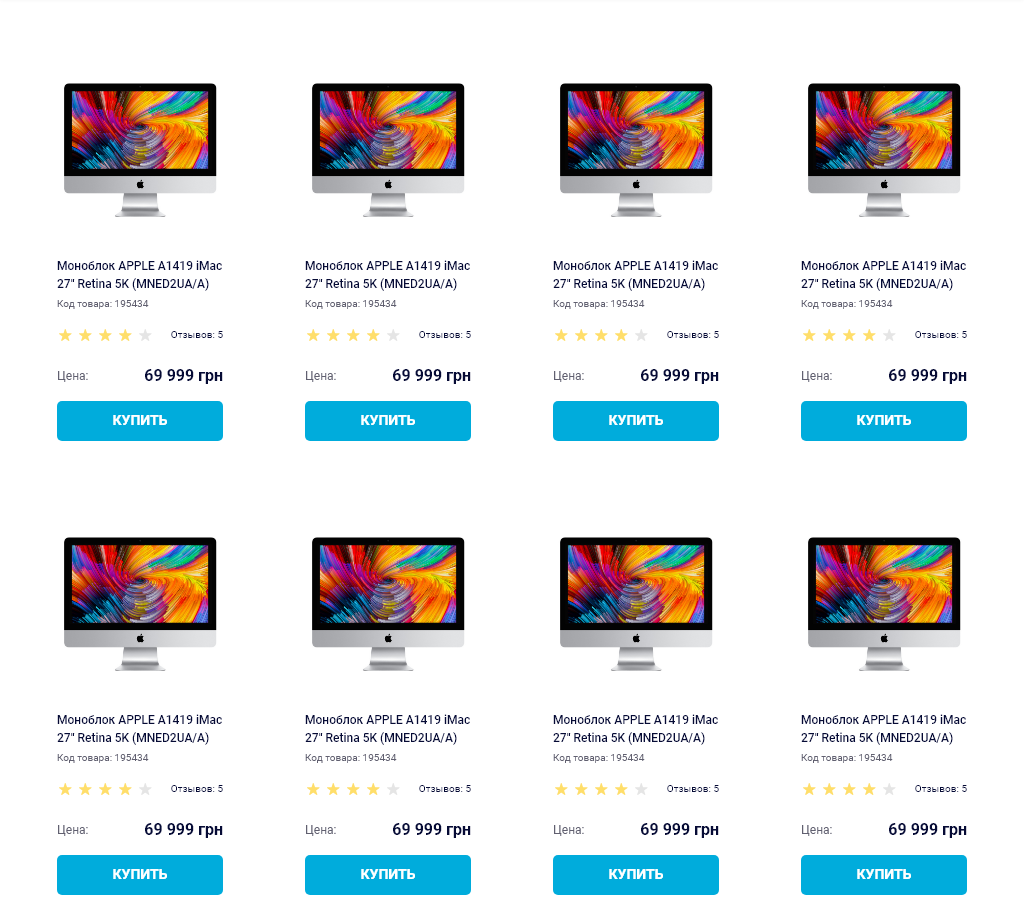 Моноблок APPLE A1419 iMac
27" Retina 5K (MNED2UA/A)
Код товара: 195434
Отзывов: 5
Цена: 69 999 грн
КУПИТЬ
Моноблок APPLE A1419 iMac
27" Retina 5K (MNED2UA/A)
Код товара: 195434
Отзывов: 5
Цена: 69 999 грн
КУПИТЬ
Моноблок APPLE A1419 iMac
27" Retina 5K (MNED2UA/A)
Код товара: 195434
Отзывов: 5
Цена: 69 999 грн
КУПИТЬ
Моноблок APPLE A1419 iMac
27" Retina 5K (MNED2UA/A)
Код товара: 195434
Отзывов: 5
Цена: 69 999 грн
КУПИТЬ
Моноблок APPLE A1419 iMac
27" Retina 5K (MNED2UA/A)
Код товара: 195434
Отзывов: 5
Цена: 69 999 грн
КУПИТЬ
Моноблок APPLE A1419 iMac
27" Retina 5K (MNED2UA/A)
Код товара: 195434
Отзывов: 5
Цена: 69 999 грн
КУПИТЬ
Моноблок APPLE A1419 iMac
27" Retina 5K (MNED2UA/A)
Код товара: 195434
Отзывов: 5
Цена: 69 999 грн
КУПИТЬ
Моноблок APPLE A1419 iMac
27" Retina 5K (MNED2UA/A)
Код товара: 195434
Отзывов: 5
Цена: 69 999 грн
КУПИТЬ